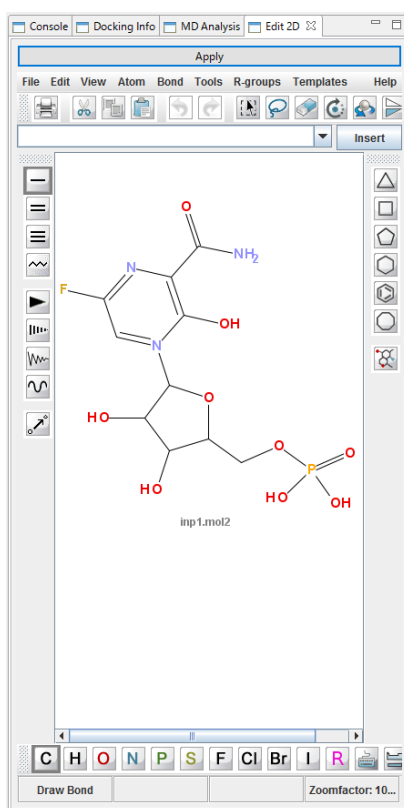 Console Docking Info MD Analysis Edit 2D
Apply
File Edit View Atom Bond Tools R-groups Templates Help
Insert
O
NH2
N
F
OH
N
O
HO
O
O
P
HO
HO
OH
inp1.mol2
C H O N P S F Cl Br I R
Draw Bond Zoomfactor: 10...